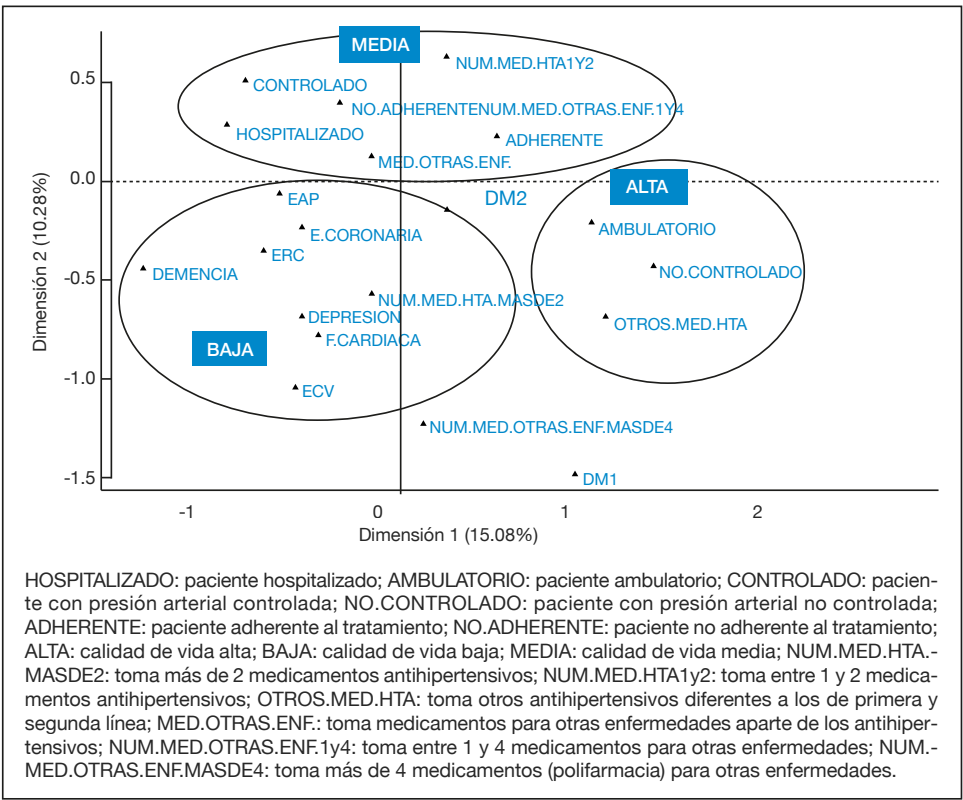 MEDIA
NUM.MED.HTA1Y2
0.5
CONTROLADO
NO.ADHERENTENUM.MED.OTRAS.ENF.1Y4
HOSPITALIZADO
ADHERENTE
MED.OTRAS.ENF.
0.0
ALTA
EAP
DM2
AMBULATORIO
E.CORONARIA
ERC
DEMENCIA
NO.CONTROLADO
-0.5
NUM.MED.HTA.MASDE2
DEPRESION
OTROS.MED.HTA
F.CARDIACA
BAJA
-1.0
ECV
NUM.MED.OTRAS.ENF.MASDE4
-1.5
DM1
Dimensión 2 (10.28%)
-1 0 1 2
Dimensión 1 (15.08%)
HOSPITALIZADO: paciente hospitalizado; AMBULATORIO: paciente ambulatorio; CONTROLADO: pacien-
te con presión arterial controlada; NO.CONTROLADO: paciente con presión arterial no controlada;
ADHERENTE: paciente adherente al tratamiento; NO.ADHERENTE: paciente no adherente al tratamiento;
ALTA: calidad de vida alta; BAJA: calidad de vida baja; MEDIA: calidad de vida media; NUM.MED.HTA.-
MASDE2: toma más de 2 medicamentos antihipertensivos; NUM.MED.HTA1y2: toma entre 1 y 2 medica-
mentos antihipertensivos; OTROS.MED.HTA: toma otros antihipertensivos diferentes a los de primera y
segunda línea; MED.OTRAS.ENF.: toma medicamentos para otras enfermedades aparte de los antihiper-
tensivos; NUM.MED.OTRAS.ENF.1y4: toma entre 1 y 4 medicamentos para otras enfermedades; NUM.-
MED.OTRAS.ENF.MASDE4: toma más de 4 medicamentos (polifarmacia) para otras enfermedades.